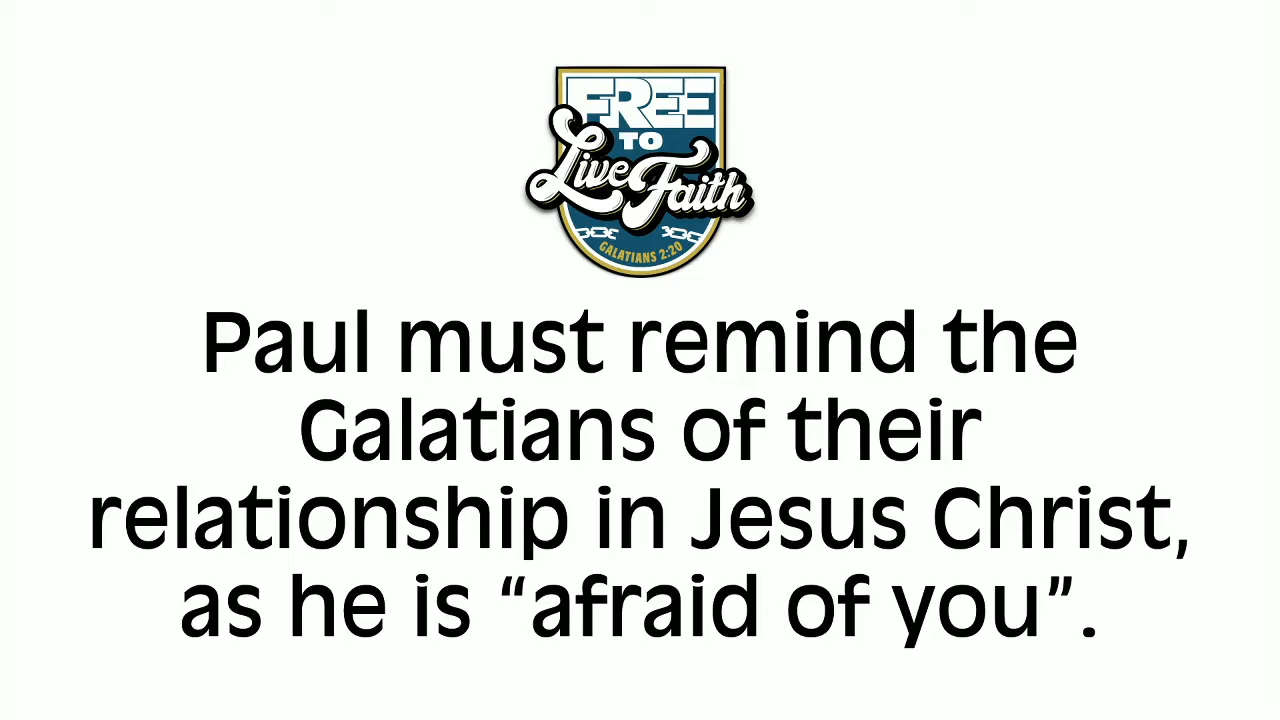 FREE
TO
Live Faith
GALATIANS 2:20
Paul must remind the
Galatians of their
relationship in Jesus Christ,
as he is “afraid of you”.